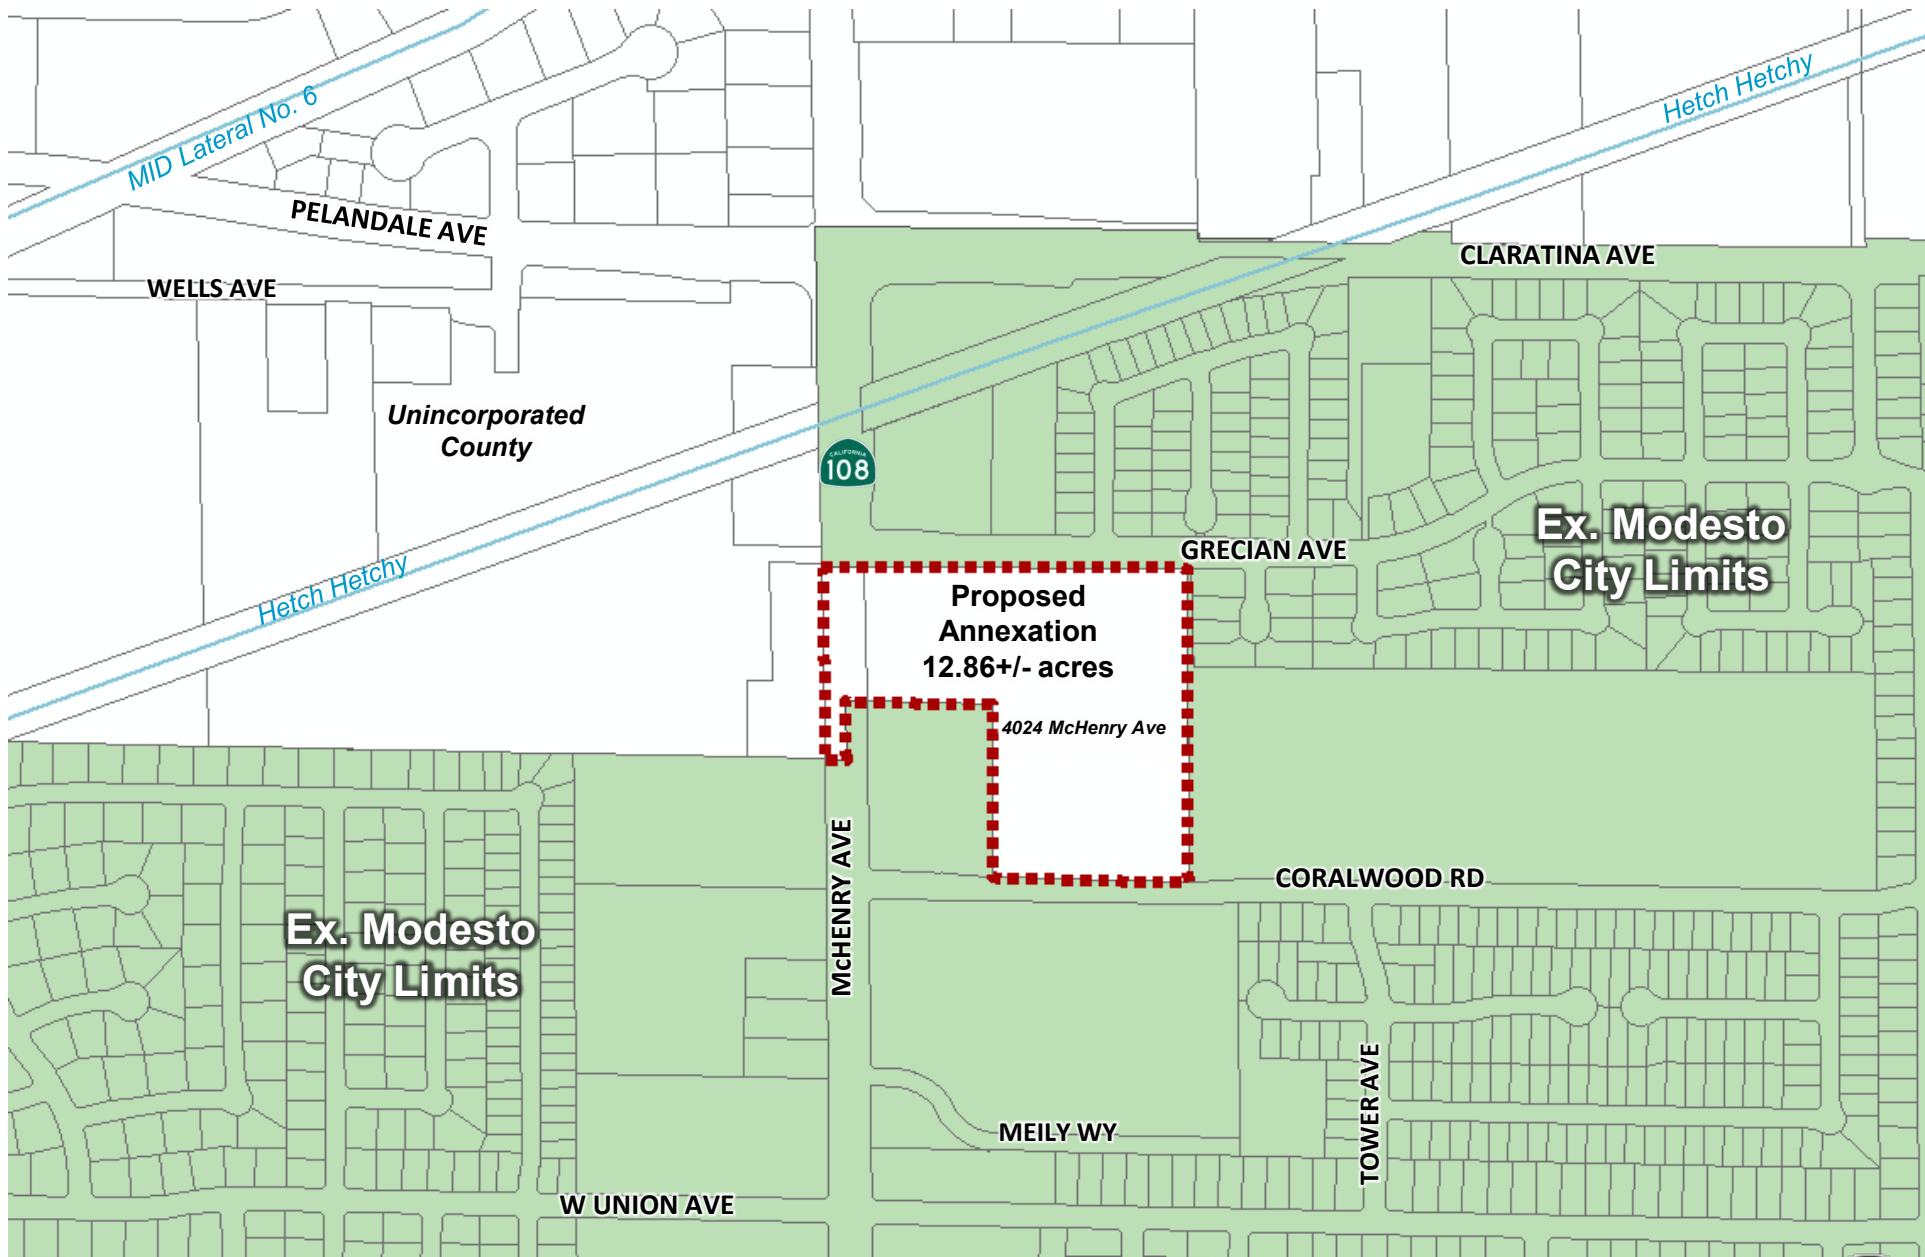 MID Lateral No. 6
Hetch Hetchy
PELANDALE AVE
CLARATINA AVE
WELLS AVE
Unincorporated
County
CALIFORNIA
108
Ex. Modesto
City Limits
GRECIAN AVE
Hetch Hetchy
Proposed
Annexation
12.86+/- acres
4024 McHenry Ave
McHENRY AVE
CORALWOOD RD
Ex. Modesto
City Limits
TOWER AVE
MEILY WY
W UNION AVE